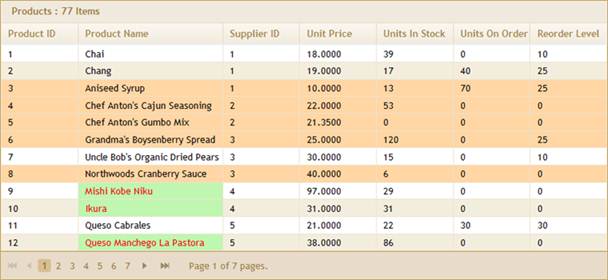 Products : 77 Items
Product ID Product Name Supplier ID Unit Price Units In Stock Units On Order Reorder Level
1 Chai 1 18.0000 39 0 10
2 Chang 1 19.0000 17 40 25
3 Aniseed Syrup 1 10.0000 13 70 25
4 Chef Anton's Cajun Seasoning 2 22.0000 53 0 0
5 Chef Anton's Gumbo Mix 2 21.3500 0 0 0
6 Grandma's Boysenberry Spread 3 25.0000 120 0 25
7 Uncle Bob's Organic Dried Pears 3 30.0000 15 0 10
8 Northwoods Cranberry Sauce 3 40.0000 6 0 0
9 Mishi Kobe Niku 4 97.0000 29 0 0
10 Ikura 4 31.0000 31 0 0
11 Queso Cabrales 5 21.0000 22 30 30
12 Queso Manchego La Pastora 5 38.0000 86 0 0
1 2 3 4 5 6 7 Page 1 of 7 pages.